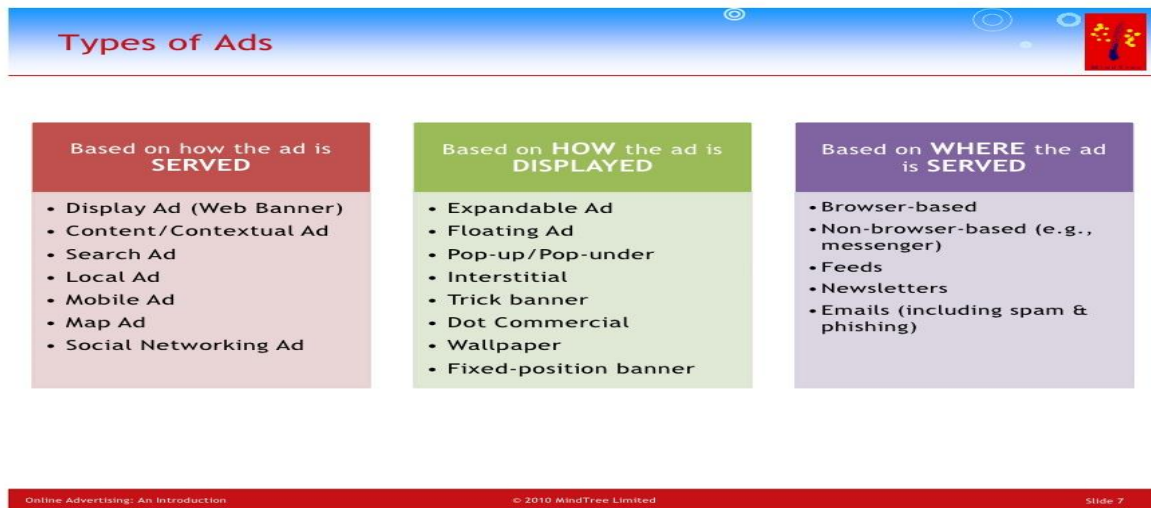 Types of Ads
Based on how the ad is
SERVED
• Display Ad (Web Banner)
• Content/Contextual Ad
• Search Ad
• Local Ad
• Mobile Ad
• Map Ad
• Social Networking Ad
Based on HOW the ad is
DISPLAYED
• Expandable Ad
• Floating Ad
• Pop-up/Pop-under
• Interstitial
• Trick banner
• Dot Commercial
• Wallpaper
• Fixed-position banner
Based on WHERE the ad
is SERVED
• Browser-based
• Non-browser-based (e.g.,
messenger)
• Feeds
• Newsletters
• Emails (including spam &
phishing)
Online Advertising: An Introduction
© 2010 MindTree Limited
Slide 7